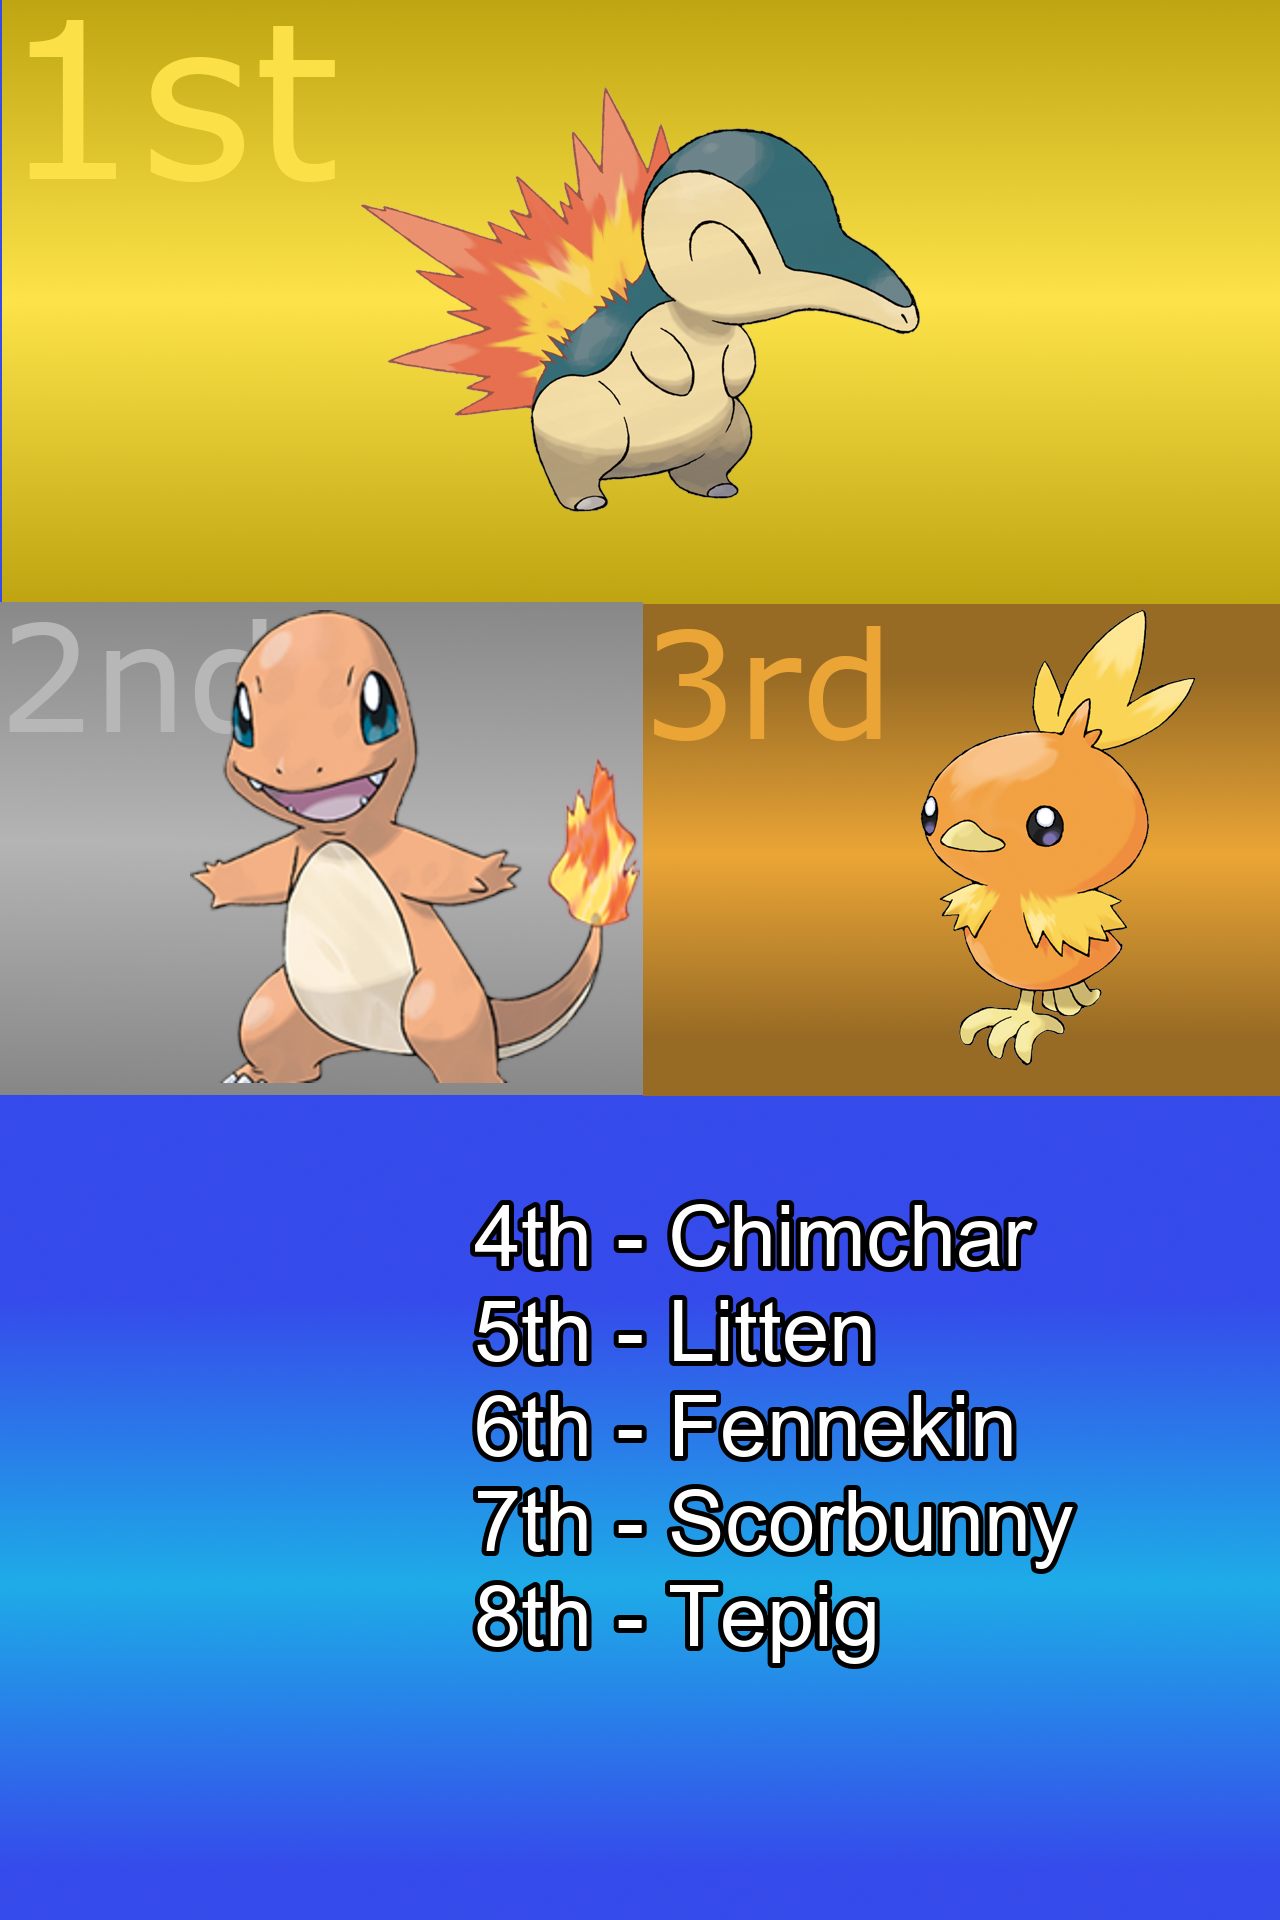 1st
2nd
3rd
4th - Chimchar
5th - Litten
6th - Fennekin
7th - Scorbunny
8th - Tepig